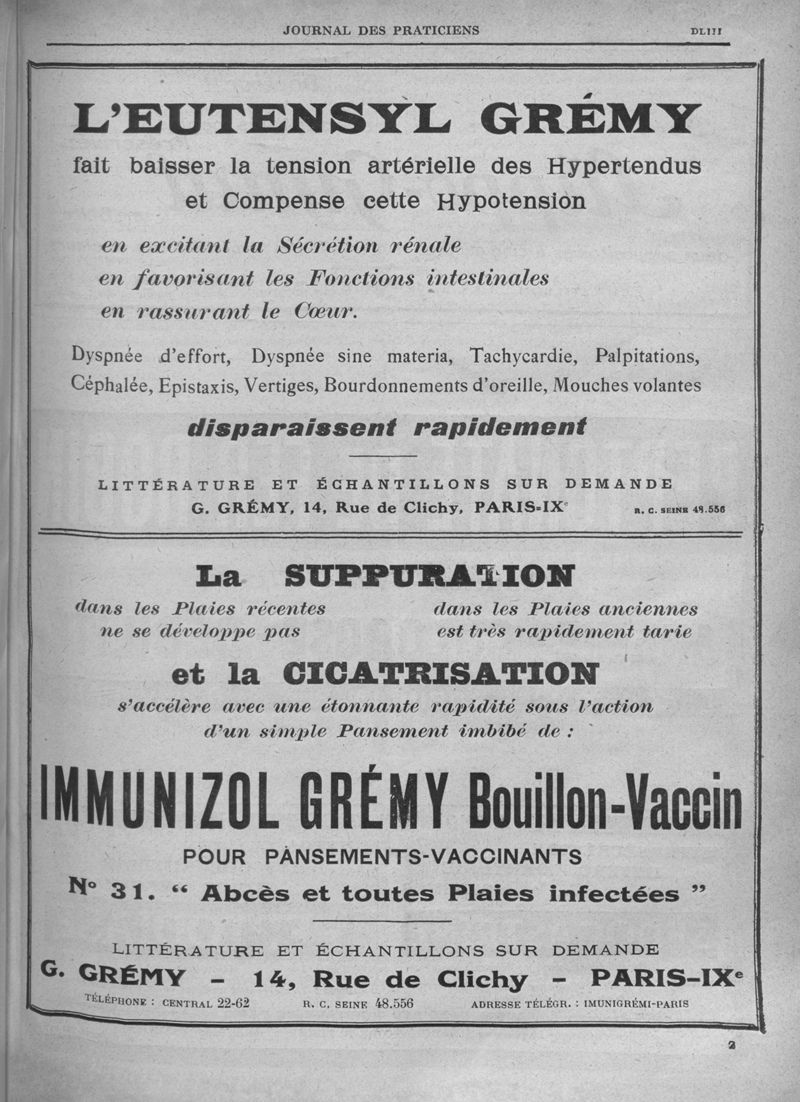 JOURNAL DES PRATICIENS DLIII
L'EUTENSYL GRÉMY
fait baisser la tension artérielle des Hypertendus
et Compense cette Hypotension
en excitant la Sécrétion rénale
en favorisant les Fonctions intestinales
en rassurant le Cœur.
Dyspnée d'effort, Dyspnée sine materia, Tachycardie, Palpitations,
Céphalée, Epistaxis, Vertiges, Bourdonnements d'oreille, Mouches volantes
disparaissent rapidement
LITTÉRATURE ET ÉCHANTILLONS SUR DEMANDE
G. GRÉMY, 14, Rue de Clichy, PARIS-IXe R. C. SEINE 48.556
La SUPPURATION
dans les Plaies récentes dans les Plaies anciennes
ne se développe pas est très rapidement tarie
et la CICATRISATION
s'accélère avec une étonnante rapidité sous l'action
d'un simple Pansement imbibé de :
IMMUNIZOL GRÉMY Bouillon-Vaccin
POUR PANSEMENTS-VACCINANTS
No 31. “ Abcès et toutes Plaies infectées ”
LITTÉRATURE ET ÉCHANTILLONS SUR DEMANDE
G. GRÉMY - 14, Rue de Clichy - PARIS-IXe
TÉLÉPHONE : CENTRAL 22-62 R. C. SEINE 48.556 ADRESSE TÉLÉGR. : IMUNIGRÉMI-PARIS
2